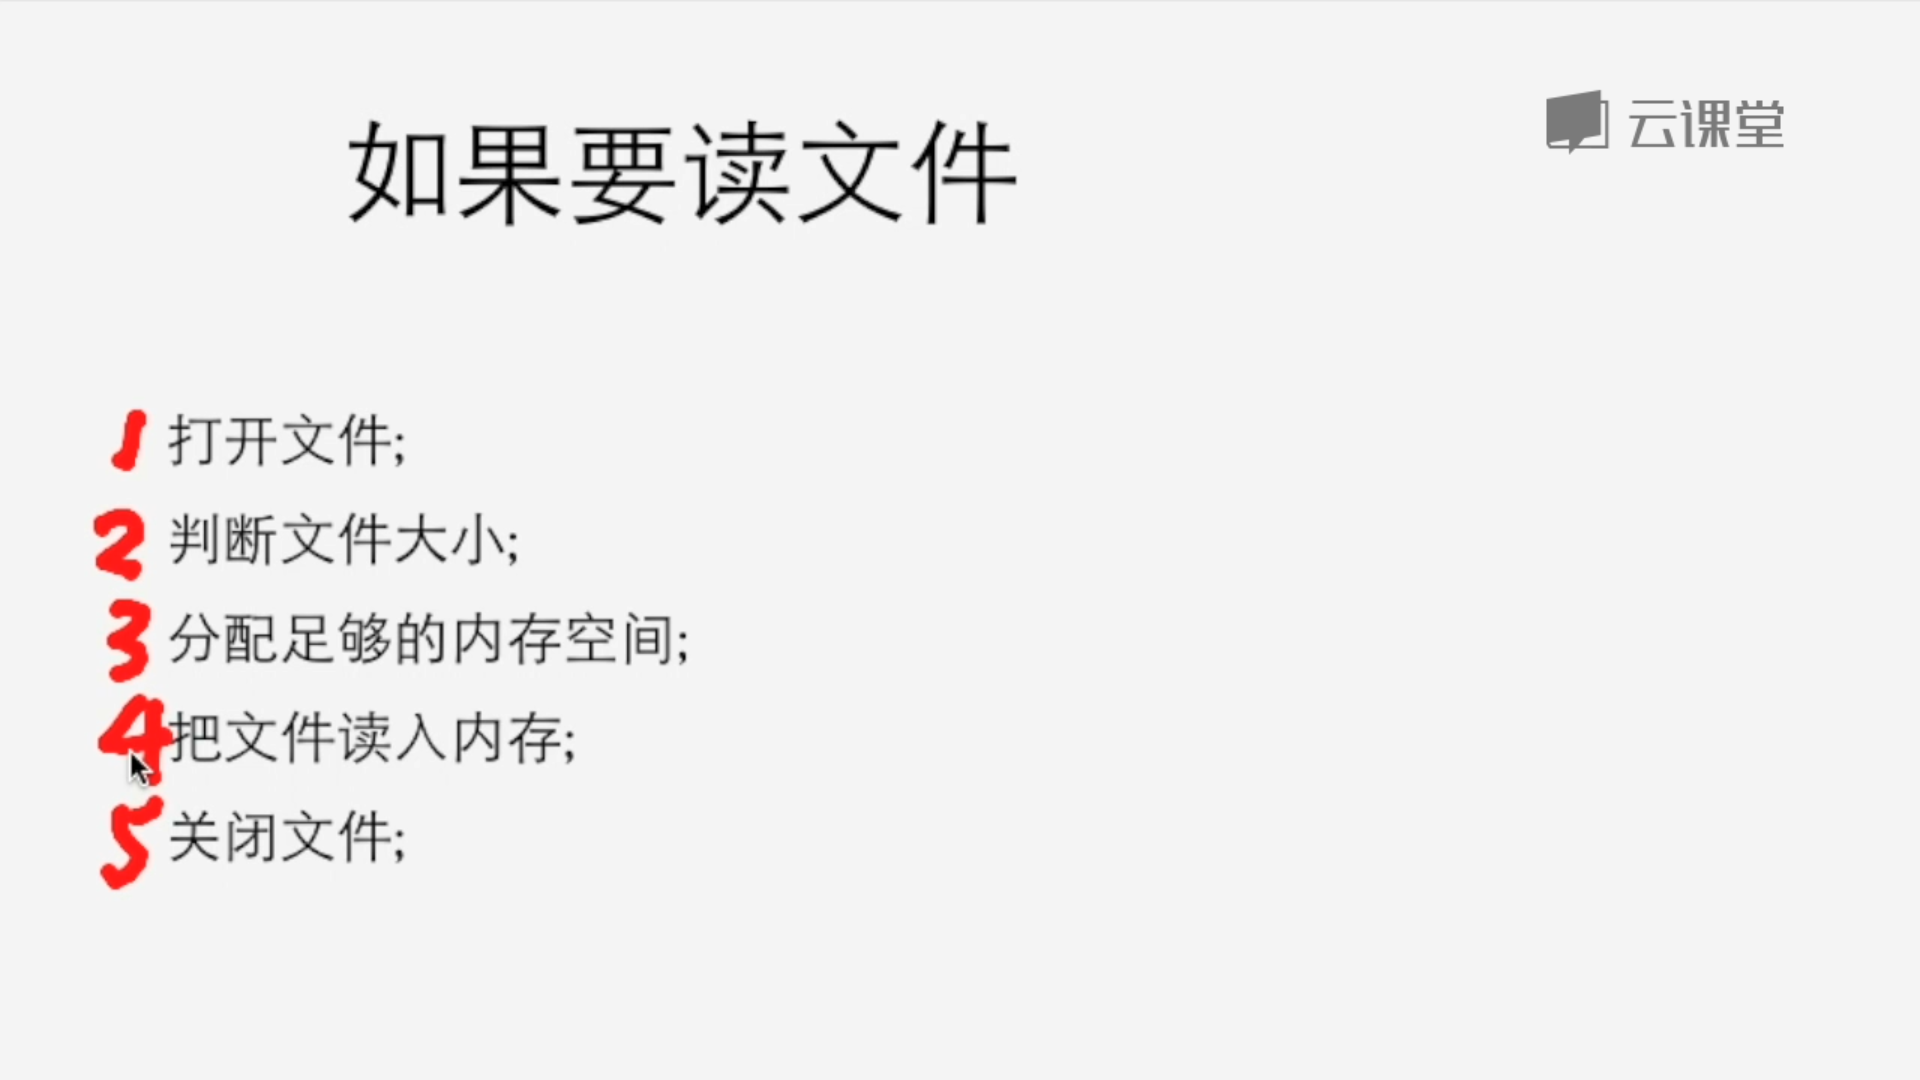 如果要读文件
云课堂
1 打开文件;
2 判断文件大小;
3 分配足够的内存空间;
4 把文件读入内存;
5 关闭文件;